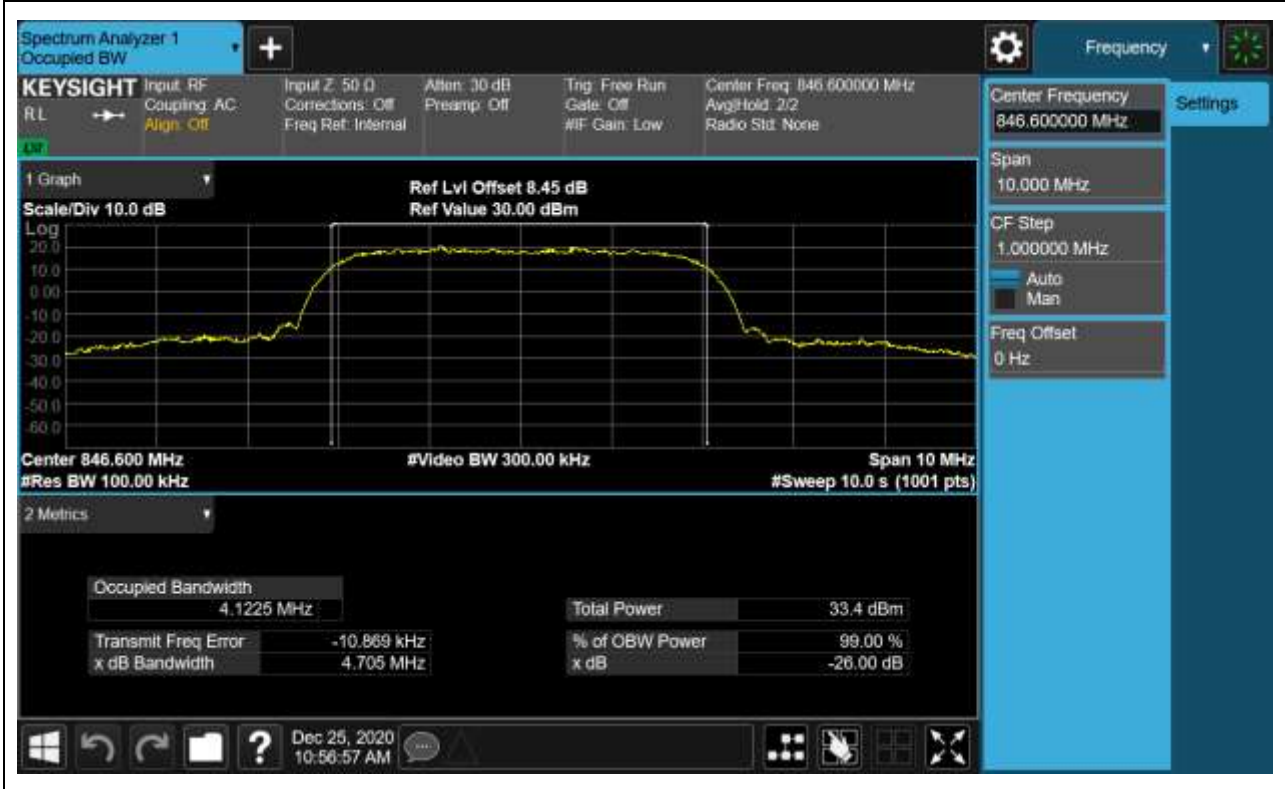 Spectrum Analyzer 1
Occupied BW
+
Frequency
KEYSIGHT
RL
Input: RF
Coupling: AC
Align: Off
Input Z: 50 Ω
Corrections: Off
Freq Ref: Internal
Atten: 30 dB
Preamp: Off
Trig: Free Run
Gate: Off
#IF Gain: Low
Center Freq: 846.600000 MHz
Avg|Hold: 2/2
Radio Std: None
Center Frequency
846.600000 MHz
Settings
Span
10.000 MHz
CF Step
1.000000 MHz
Auto
Man
Freq Offset
0 Hz
1 Graph
Scale/Div 10.0 dB
Ref Lvl Offset 8.45 dB
Ref Value 30.00 dBm
Log
20.0
10.0
0.00
-10.0
-20.0
-30.0
-40.0
-50.0
-60.0
Center 846.600 MHz
#Video BW 300.00 kHz
Span 10 MHz
#Res BW 100.00 kHz
#Sweep 10.0 s (1001 pts)
2 Metrics
Occupied Bandwidth
4.1225 MHz
Total Power 33.4 dBm
Transmit Freq Error -10.869 kHz
% of OBW Power 99.00 %
x dB Bandwidth 4.705 MHz
x dB -26.00 dB
?
Dec 25, 2020
10:56:57 AM